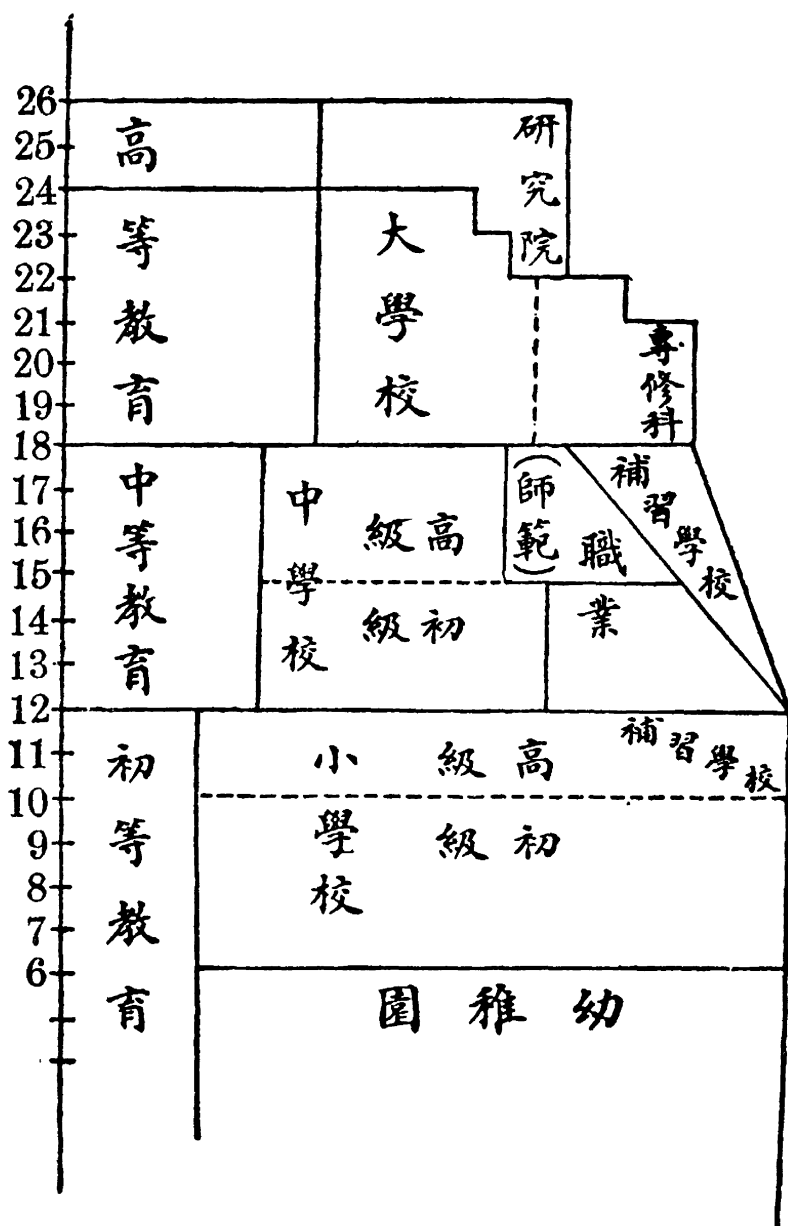 26
25
24
23
22
21
20
19
18
17
16
15
14
13
12
11
10
9
8
7
6
高等教育
大學校
研究院
專修科
中等教育
中學校
高級
初級
(師範)
職業
補習學校
初等教育
小學校
高級
初級
補習學校
幼稚園